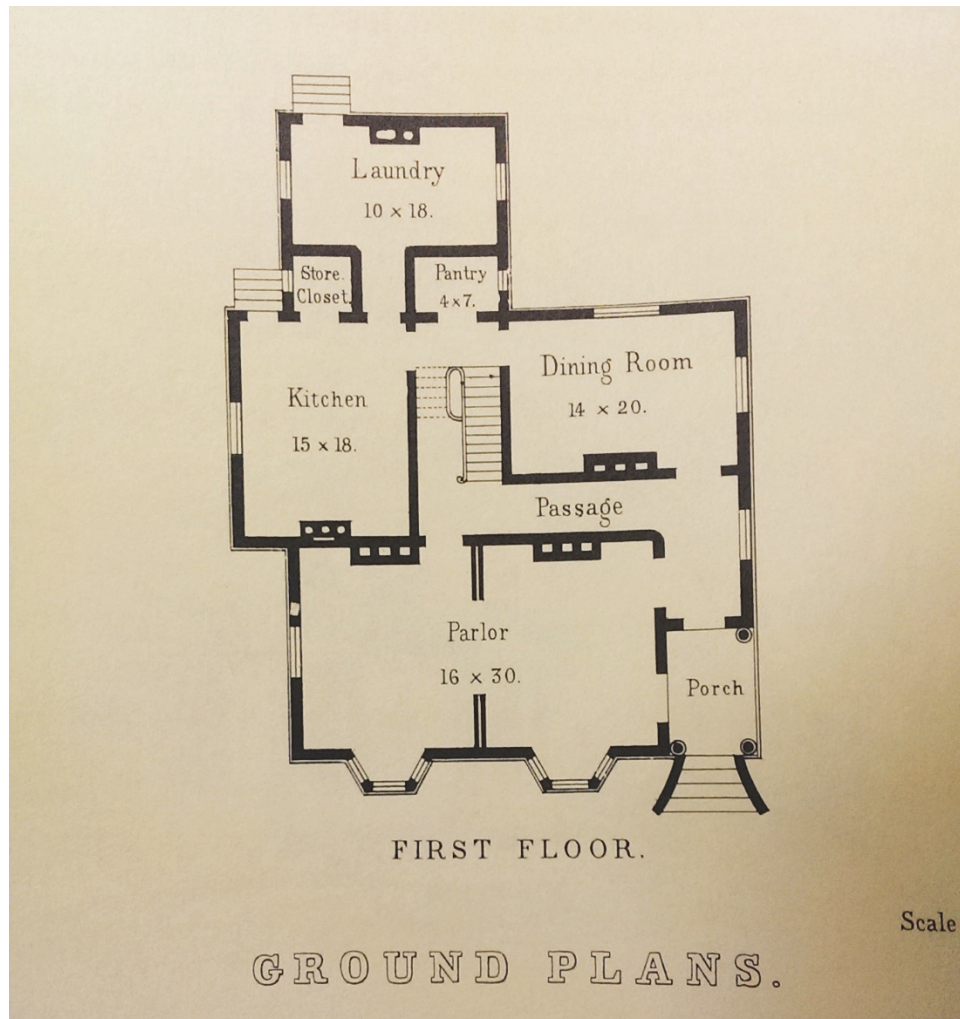 Laundry
10 × 18.
Store.
Closet.
Pantry
4×7.
Dining Room
14 × 20.
Kitchen
15 × 18.
Passage
Parlor
16 × 30.
Porch
FIRST FLOOR.
Scale
GROUND PLANS.